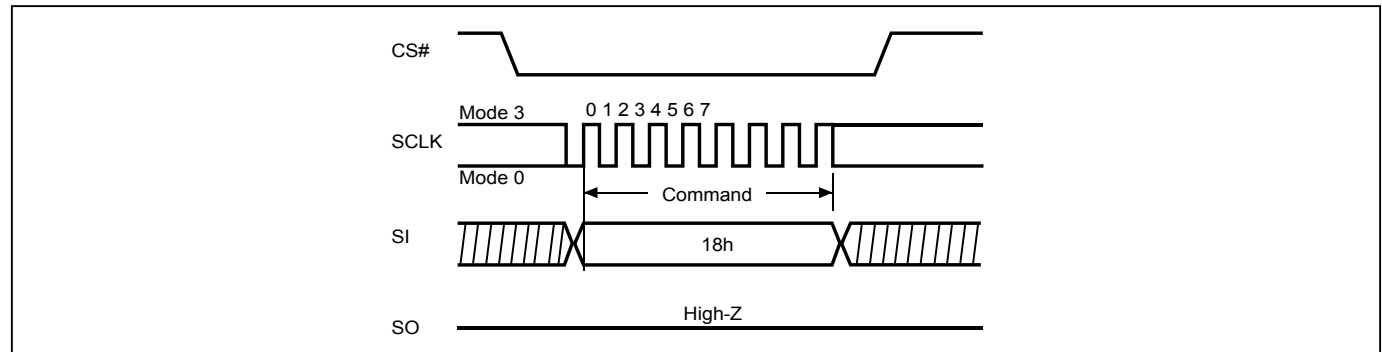 CS#
Mode 3
0 1 2 3 4 5 6 7
SCLK
Mode 0
Command
SI
18h
High-Z
SO